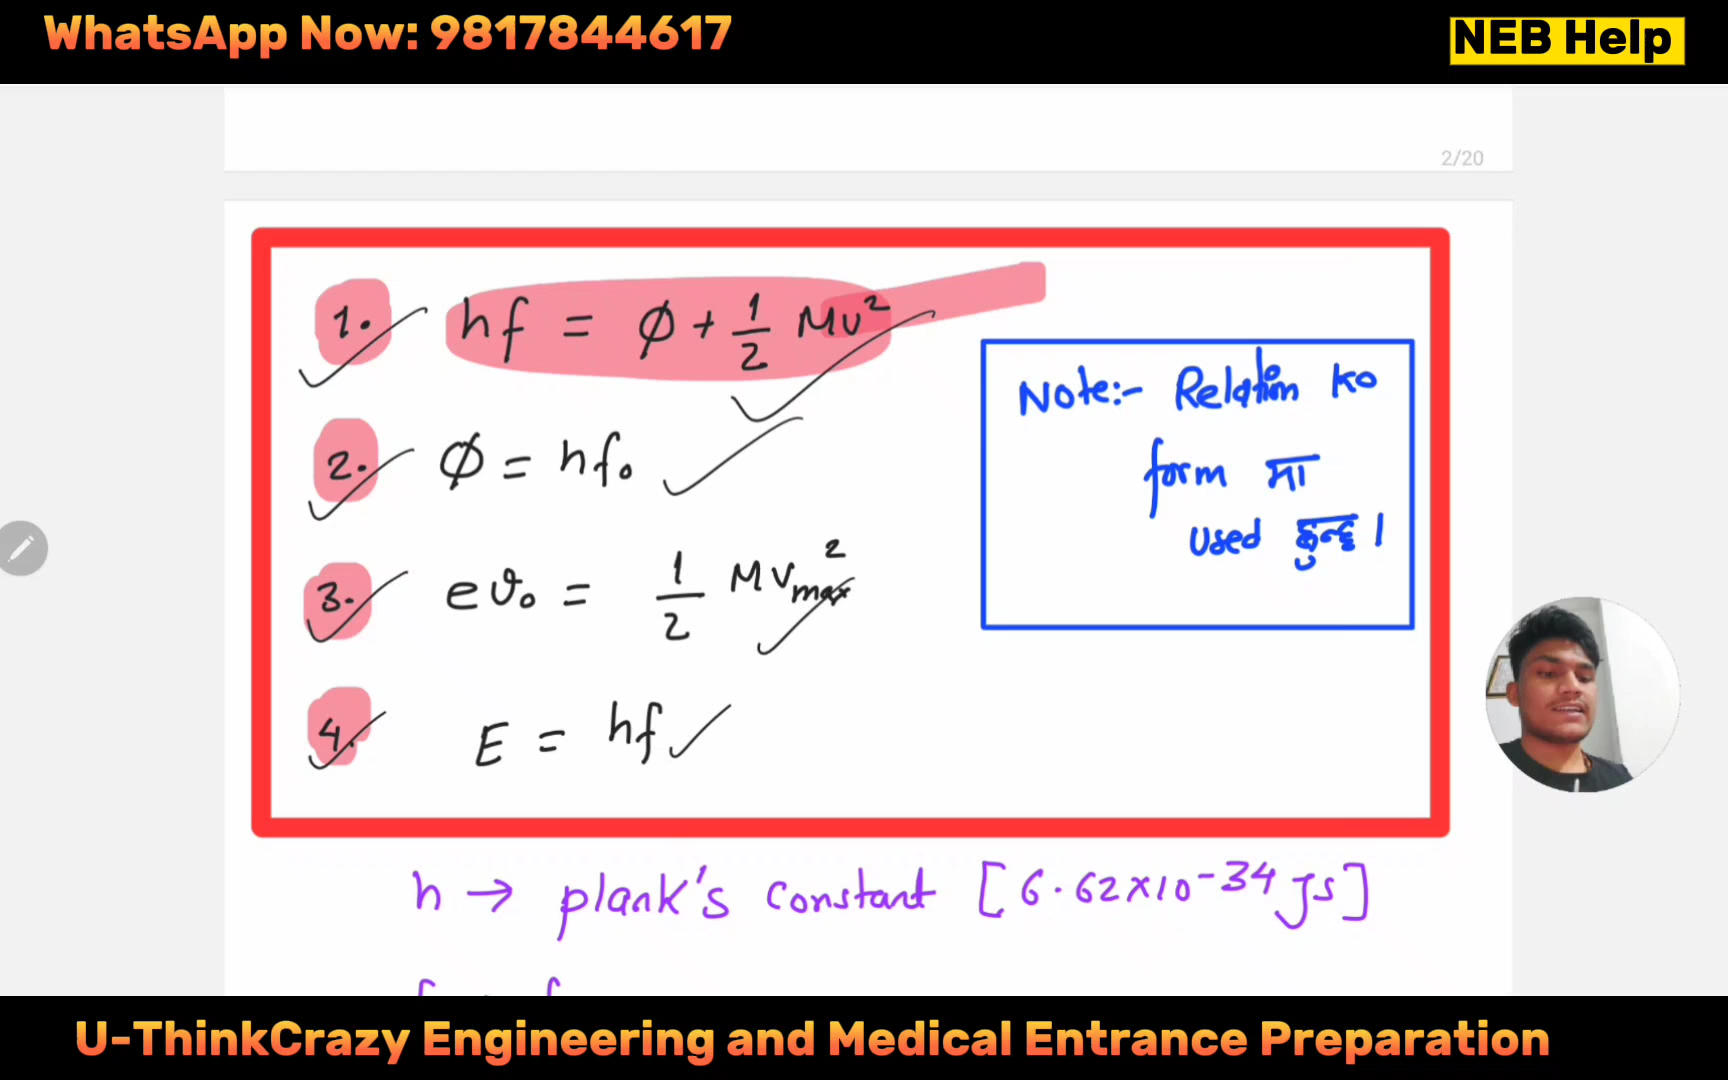 WhatsApp Now: 9817844617
NEB Help
2/20
1. hf = ϕ + 1/2 Mv²
2. ϕ = hf₀
3. ev₀ = 1/2 Mv²max
4. E = hf
Note:- Relation ko
form मा
used हुन्छ ।
h → plank's constant [6.62×10⁻³⁴ Js]
U-ThinkCrazy Engineering and Medical Entrance Preparation